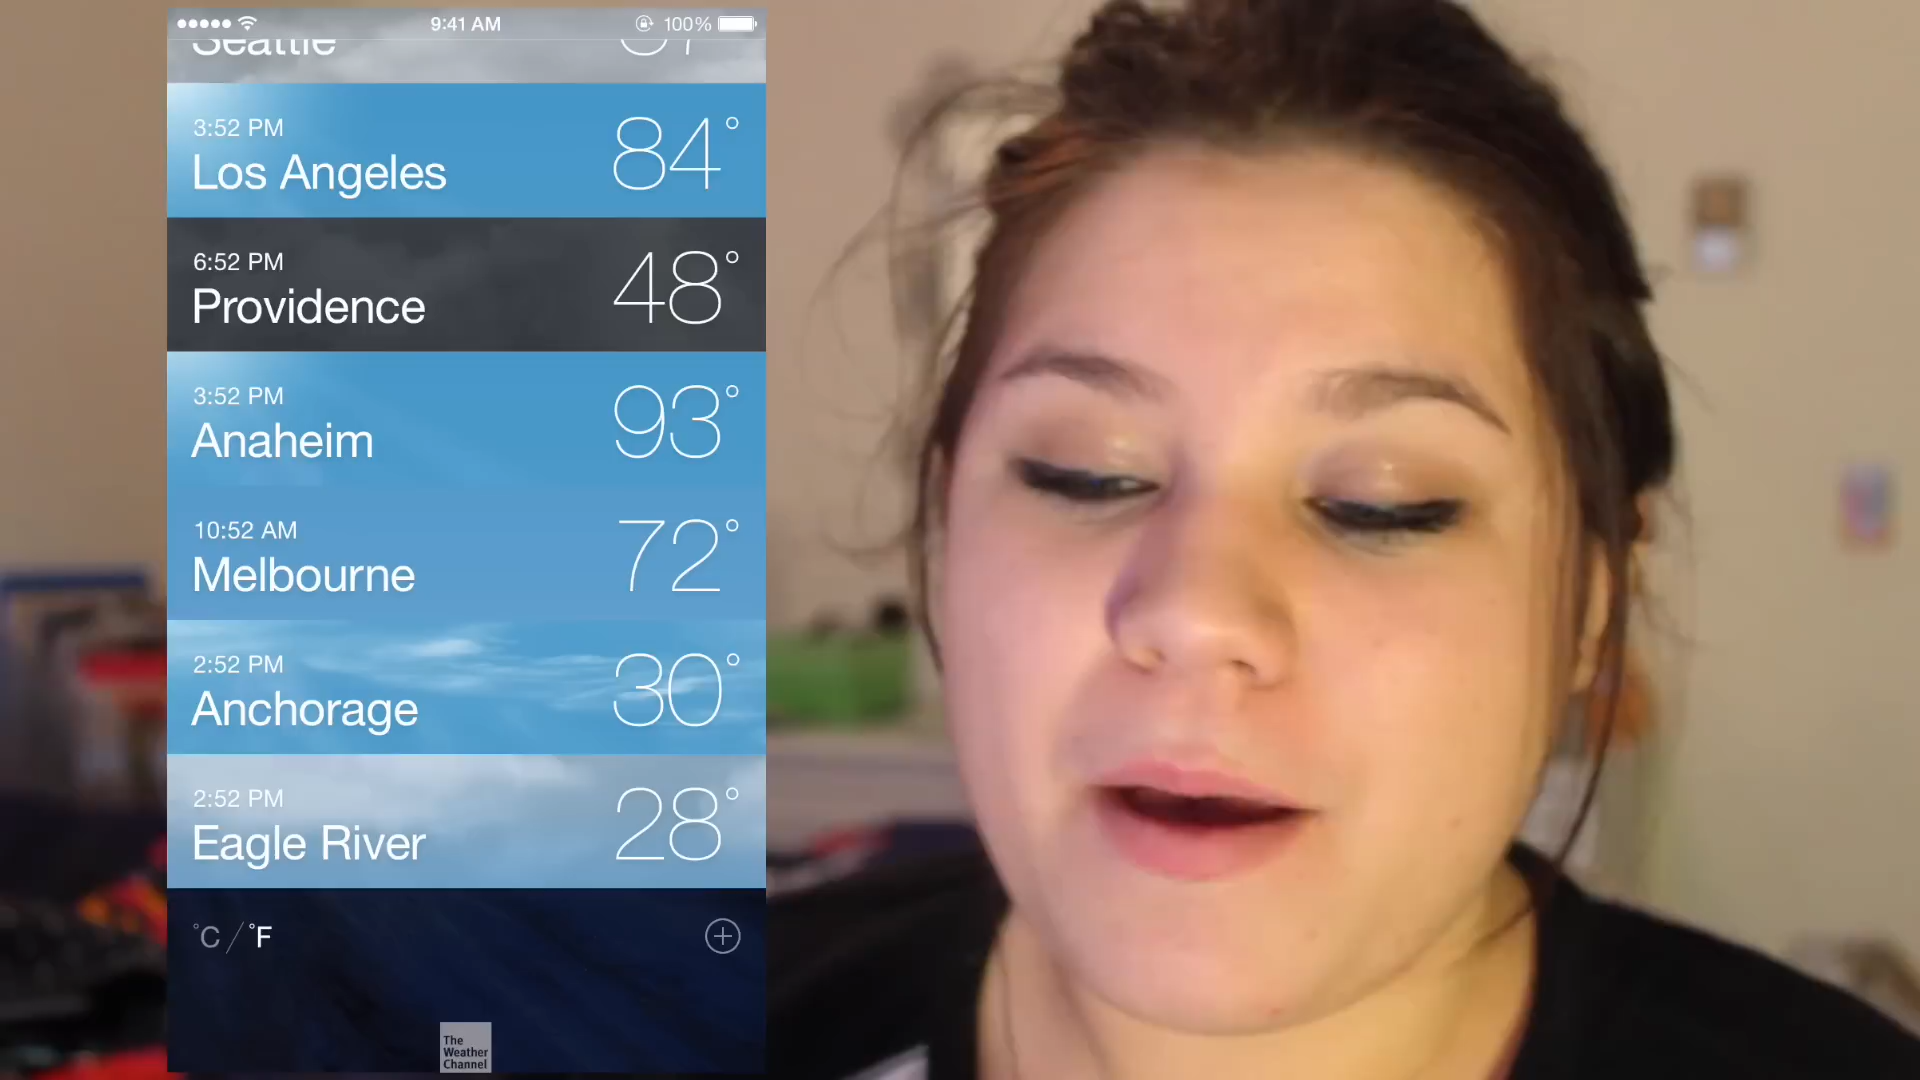 9:41 AM
100%
Seattle
3:52 PM
Los Angeles
84°
6:52 PM
Providence
48°
3:52 PM
Anaheim
93°
10:52 AM
Melbourne
72°
2:52 PM
Anchorage
30°
2:52 PM
Eagle River
28°
°C / °F
The
Weather
Channel